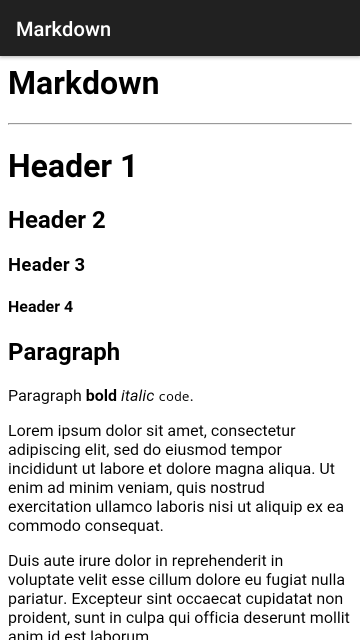 Markdown
Markdown
Header 1
Header 2
Header 3
Header 4
Paragraph
Paragraph bold italic code.
Lorem ipsum dolor sit amet, consectetur
adipiscing elit, sed do eiusmod tempor
incididunt ut labore et dolore magna aliqua. Ut
enim ad minim veniam, quis nostrud
exercitation ullamco laboris nisi ut aliquip ex ea
commodo consequat.
Duis aute irure dolor in reprehenderit in
voluptate velit esse cillum dolore eu fugiat nulla
pariatur. Excepteur sint occaecat cupidatat non
proident, sunt in culpa qui officia deserunt mollit
anim id est laborum.